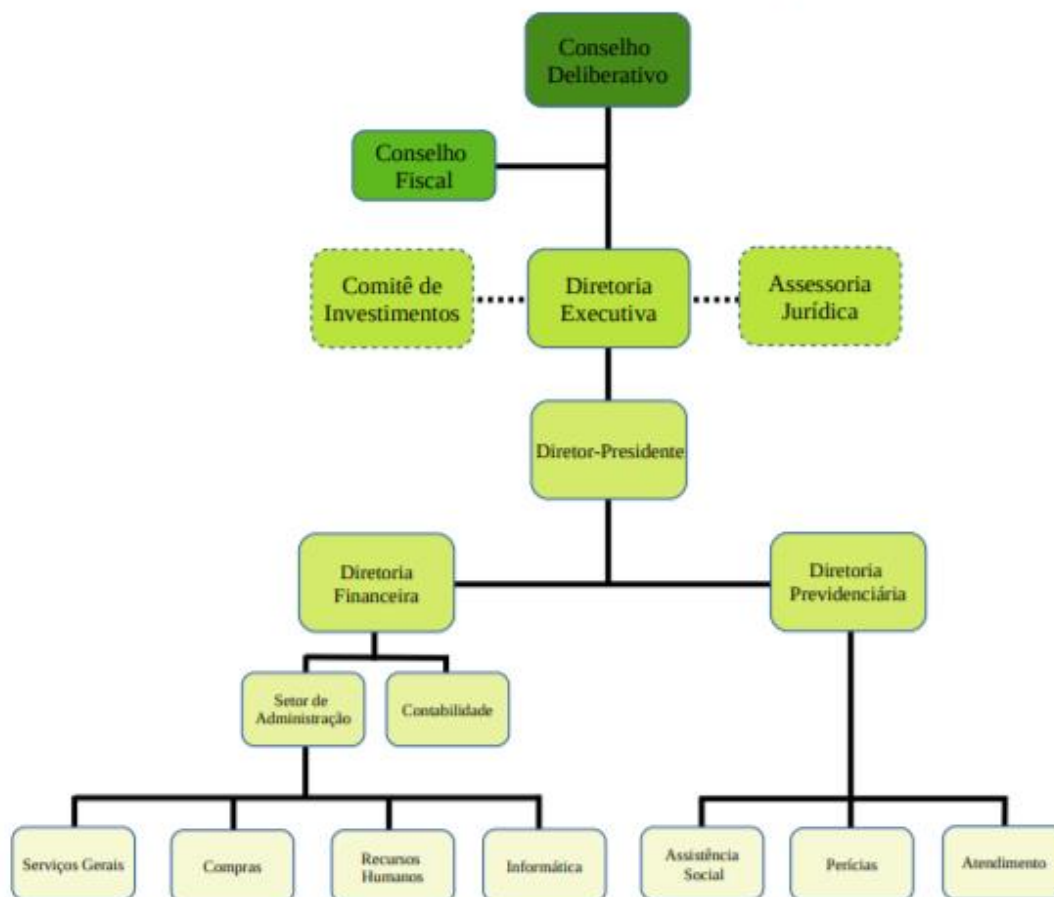 Conselho
Deliberativo
Conselho
Fiscal
Comitê de
Investimentos
Diretoria
Executiva
Assessoria
Jurídica
Diretor-Presidente
Diretoria
Financeira
Diretoria
Previdenciária
Setor de
Administração
Contabilidade
Serviços Gerais
Compras
Recursos
Humanos
Informática
Assistência
Social
Perícias
Atendimento